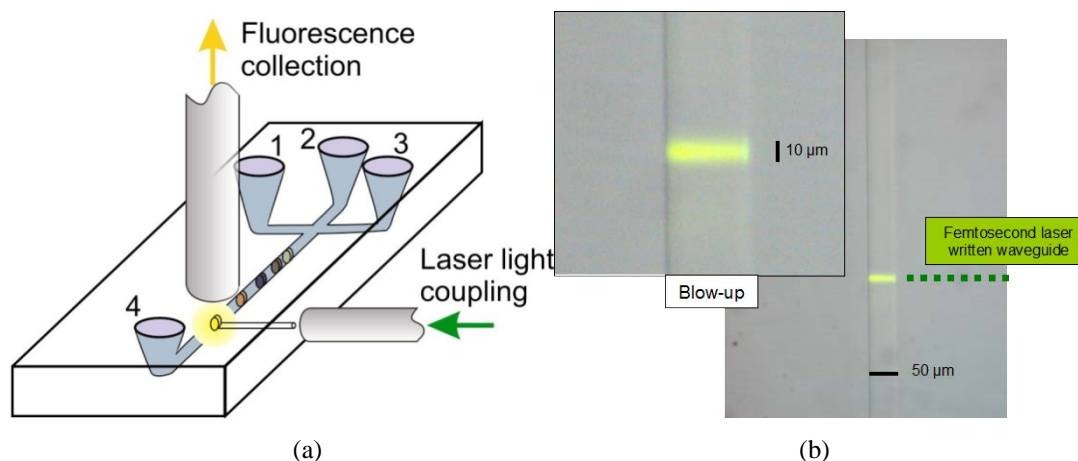 Fluorescence
collection
1
2
3
Laser light
coupling
4
(a)
10 µm
Femtosecond laser
written waveguide
Blow-up
50 µm
(b)